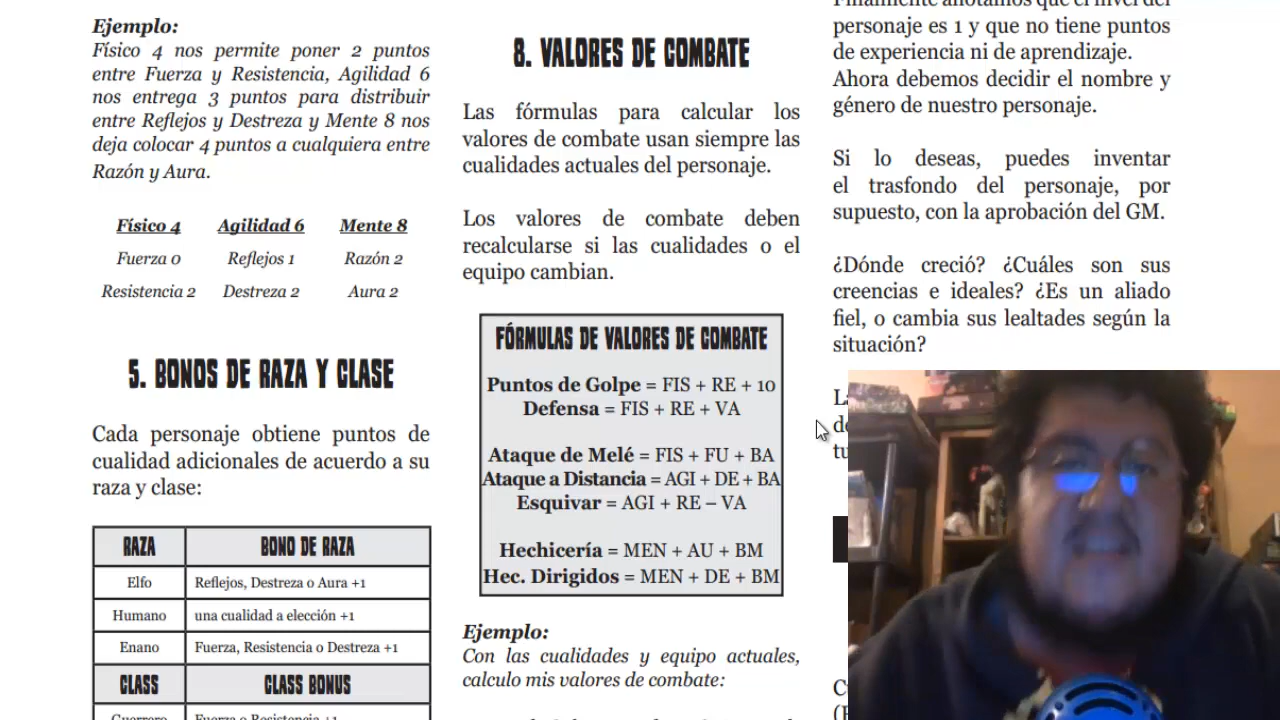 Ejemplo:
Físico 4 nos permite poner 2 puntos
entre Fuerza y Resistencia, Agilidad 6
nos entrega 3 puntos para distribuir
entre Reflejos y Destreza y Mente 8 nos
deja colocar 4 puntos a cualquiera entre
Razón y Aura.
Físico 4 Agilidad 6 Mente 8
Fuerza 0 Reflejos 1 Razón 2
Resistencia 2 Destreza 2 Aura 2
5. BONOS DE RAZA Y CLASE
Cada personaje obtiene puntos de
cualidad adicionales de acuerdo a su
raza y clase:
RAZA BONO DE RAZA
Elfo Reflejos, Destreza o Aura +1
Humano una cualidad a elección +1
Enano Fuerza, Resistencia o Destreza +1
CLASS CLASS BONUS
Guerrero Fuerza o Resistencia +1
8. VALORES DE COMBATE
Las fórmulas para calcular los
valores de combate usan siempre las
cualidades actuales del personaje.
Los valores de combate deben
recalcularse si las cualidades o el
equipo cambian.
FÓRMULAS DE VALORES DE COMBATE
Puntos de Golpe = FIS + RE + 10
Defensa = FIS + RE + VA
Ataque de Melé = FIS + FU + BA
Ataque a Distancia = AGI + DE + BA
Esquivar = AGI + RE – VA
Hechicería = MEN + AU + BM
Hec. Dirigidos = MEN + DE + BM
Ejemplo:
Con las cualidades y equipo actuales,
calculo mis valores de combate:
Finalmente anotamos que el nivel del
personaje es 1 y que no tiene puntos
de experiencia ni de aprendizaje.
Ahora debemos decidir el nombre y
género de nuestro personaje.
Si lo deseas, puedes inventar
el trasfondo del personaje, por
supuesto, con la aprobación del GM.
¿Dónde creció? ¿Cuáles son sus
creencias e ideales? ¿Es un aliado
fiel, o cambia sus lealtades según la
situación?